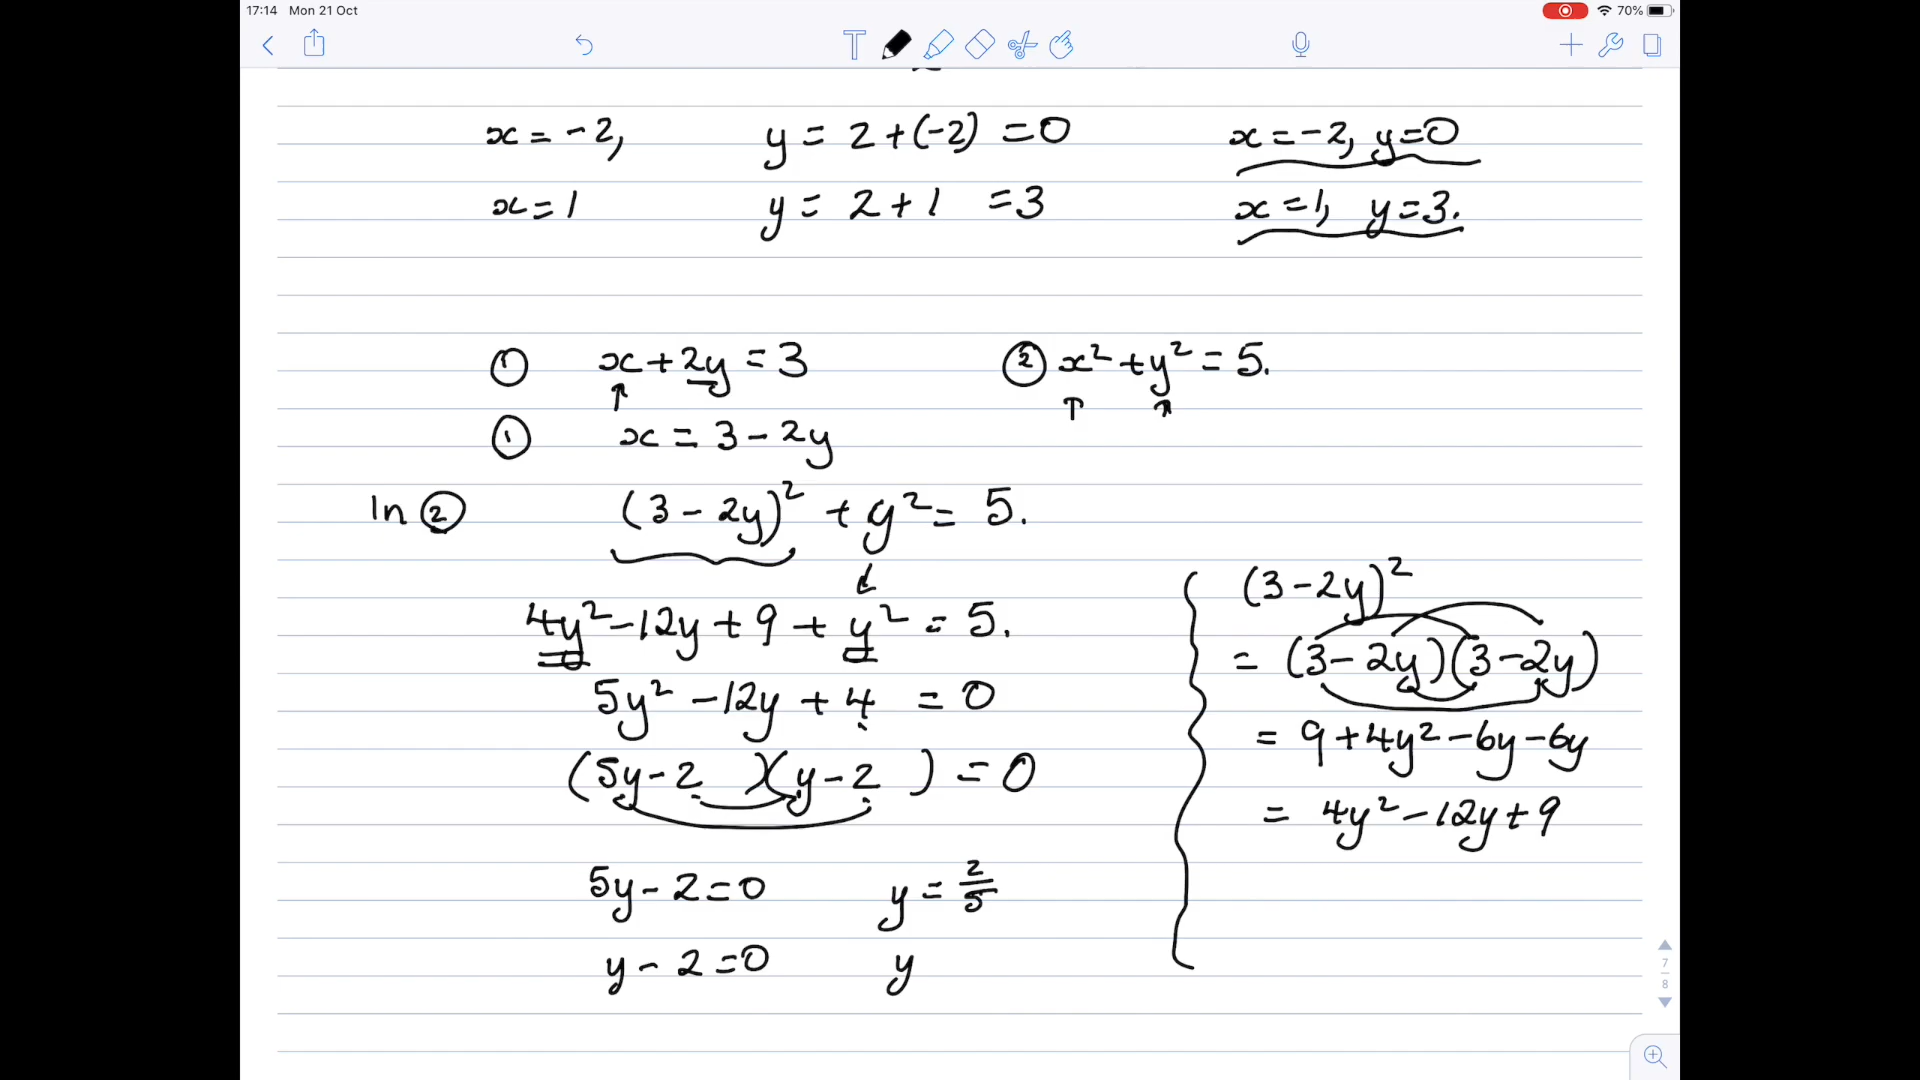 17:14 Mon 21 Oct 70%
T
x = -2, y = 2 + (-2) = 0 x = -2, y = 0
x = 1 y = 2 + 1 = 3 x = 1, y = 3.
① x + 2y = 3 ② x² + y² = 5.
① x = 3 - 2y
In ② (3 - 2y)² + y² = 5.
4y² - 12y + 9 + y² = 5.
5y² - 12y + 4 = 0
(5y - 2 )(y - 2 ) = 0
5y - 2 = 0 y = 2/5
y - 2 = 0 y
(3 - 2y)²
= (3 - 2y)(3 - 2y)
= 9 + 4y² - 6y - 6y
= 4y² - 12y + 9
7
8